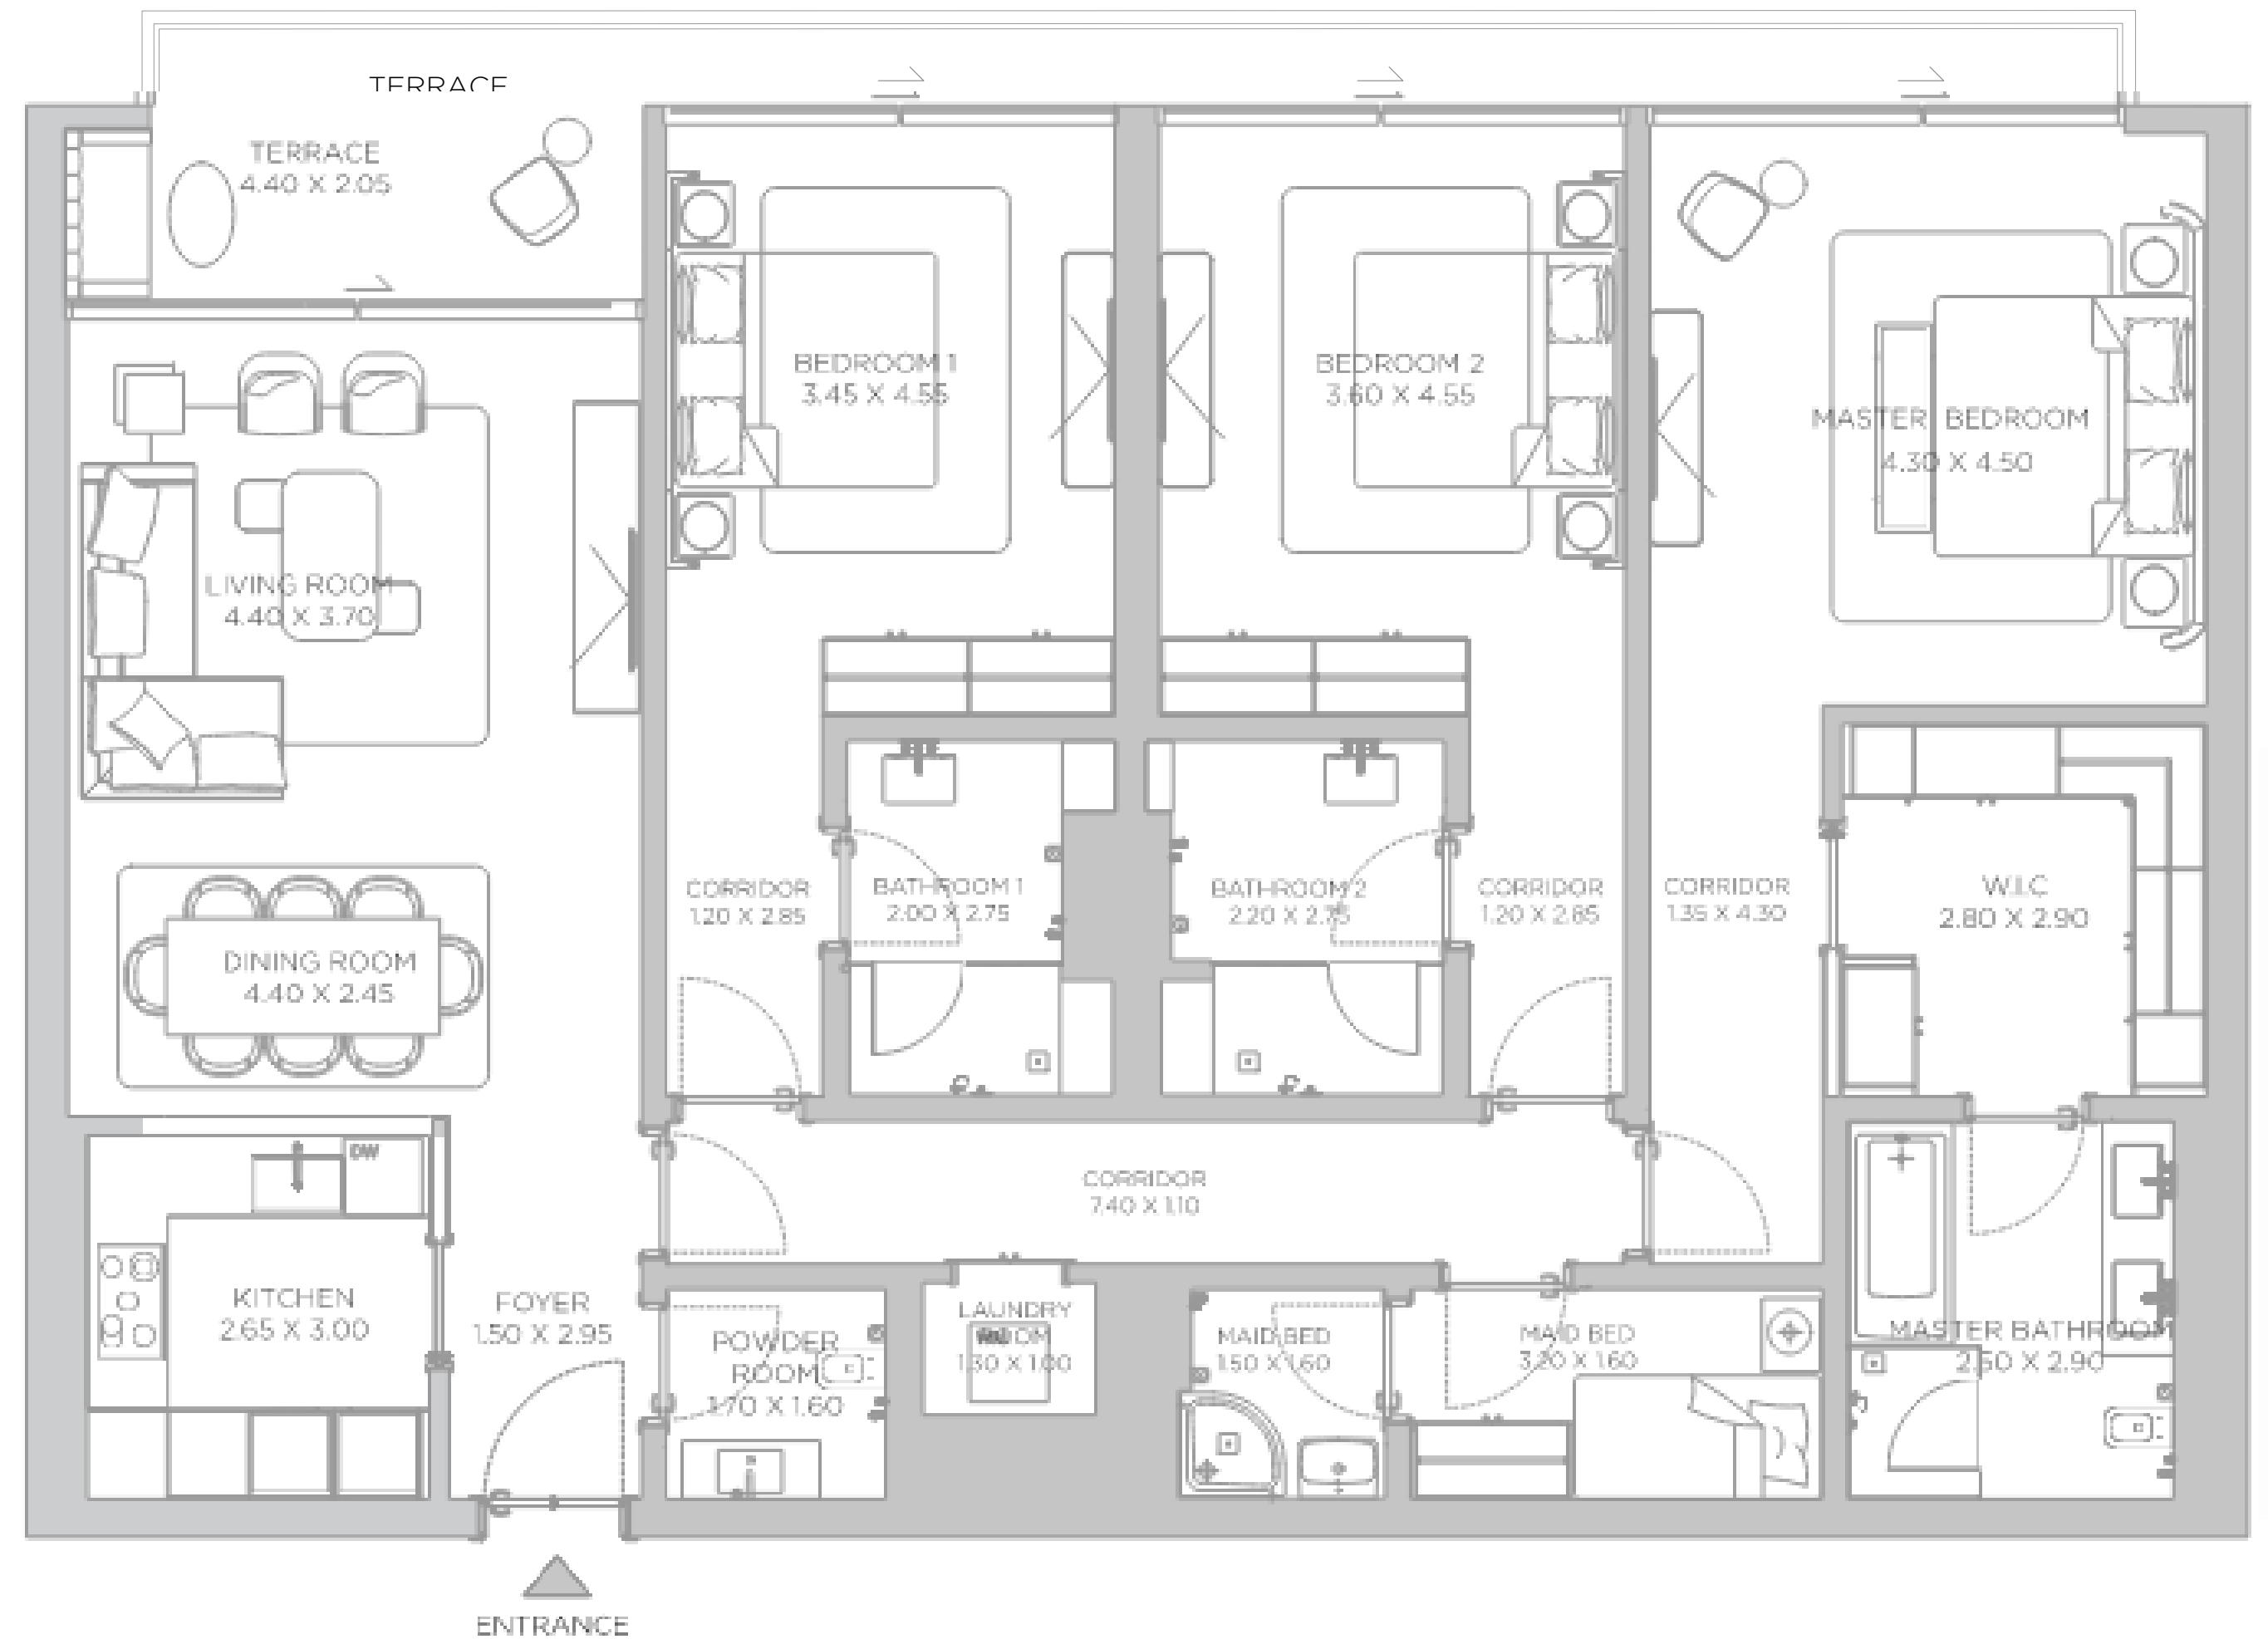 TERRACE
TERRACE
4.40 X 2.05
BEDROOM 1
3.45 X 4.55
BEDROOM 2
3.60 X 4.55
MASTER BEDROOM
4.30 X 4.50
LIVING ROOM
4.40 X 3.70
CORRIDOR
1.20 X 2.85
BATHROOM 1
2.00 X 2.75
BATHROOM 2
2.20 X 2.75
CORRIDOR
1.20 X 2.85
CORRIDOR
1.35 X 4.30
W.I.C
2.80 X 2.90
DINING ROOM
4.40 X 2.45
DW
CORRIDOR
7.40 X 1.10
KITCHEN
2.65 X 3.00
FOYER
1.50 X 2.95
POWDER
ROOM
1.70 X 1.60
LAUNDRY
ROOM
1.30 X 1.00
MAID BED
1.50 X 1.60
MAID BED
3.20 X 1.60
MASTER BATHROOM
2.50 X 2.90
ENTRANCE